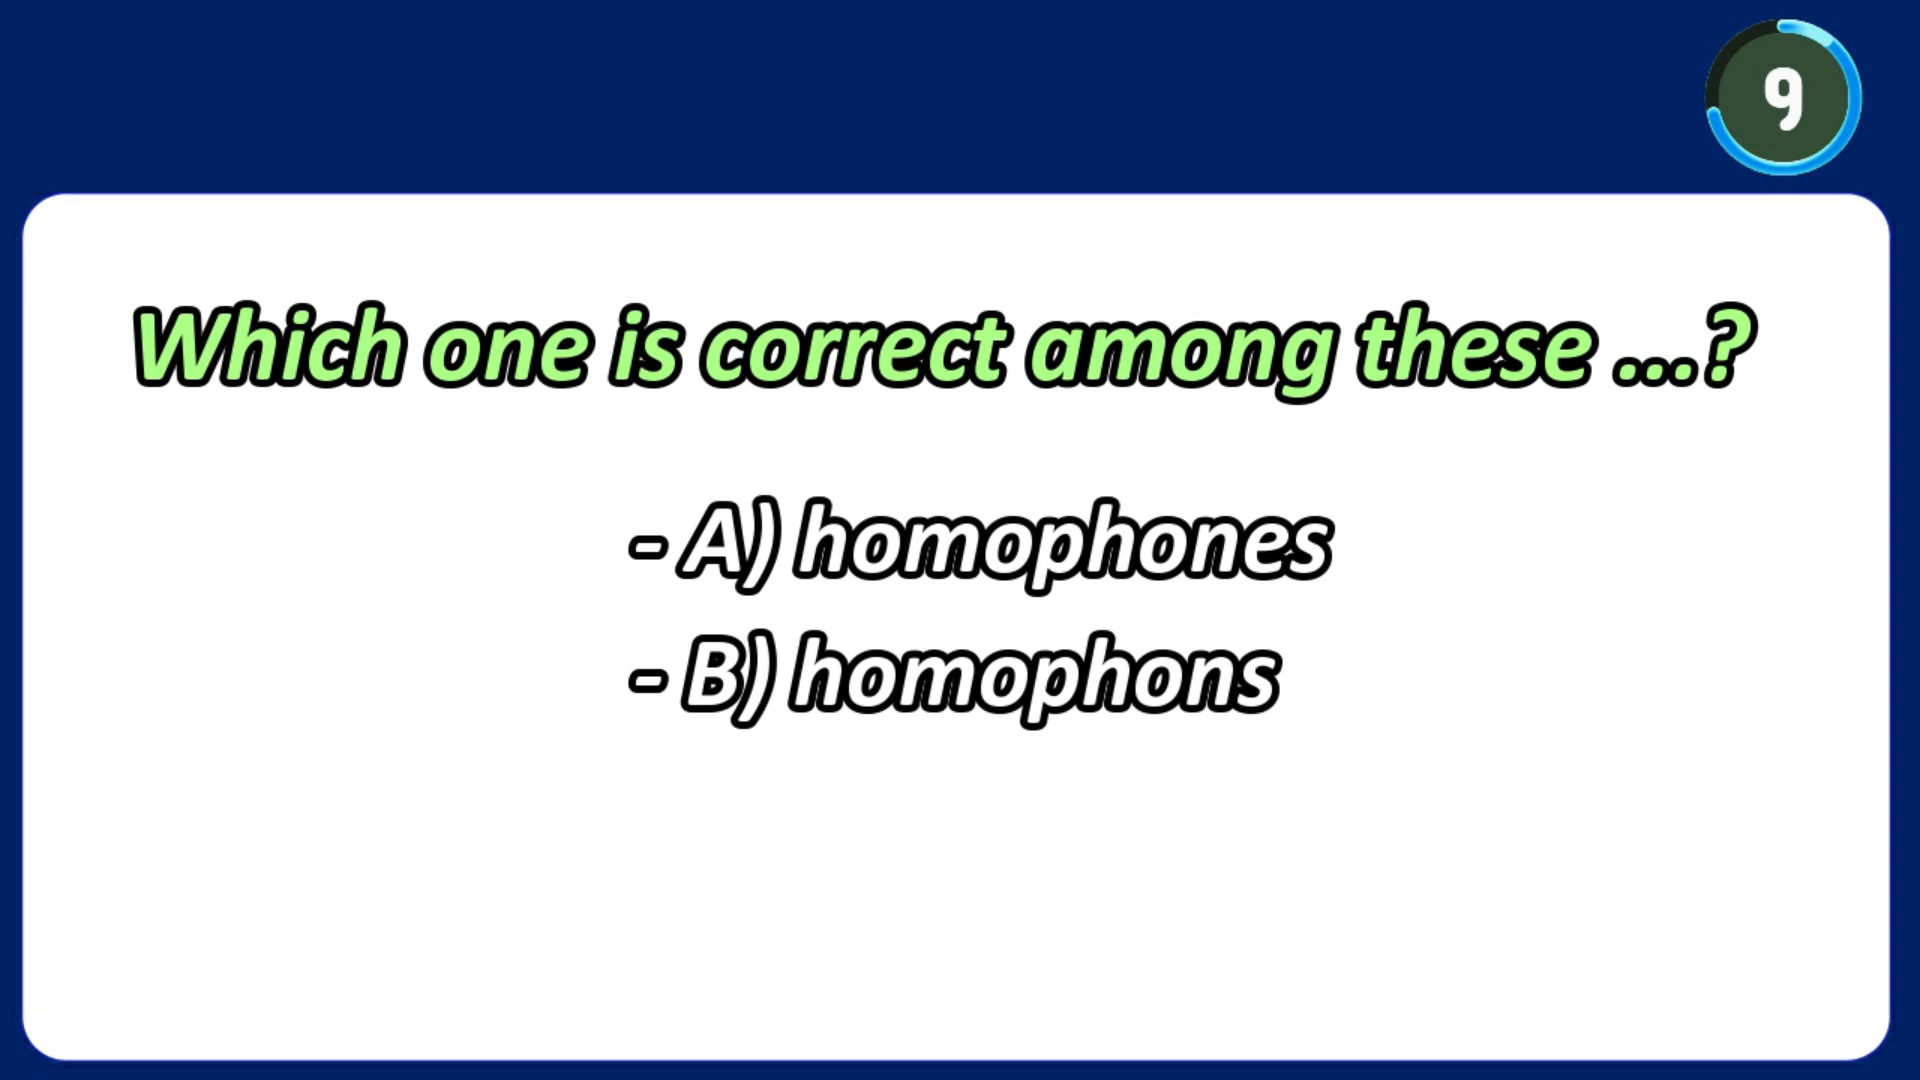 9
Which one is correct among these ...?
- A) homophones
- B) homophons